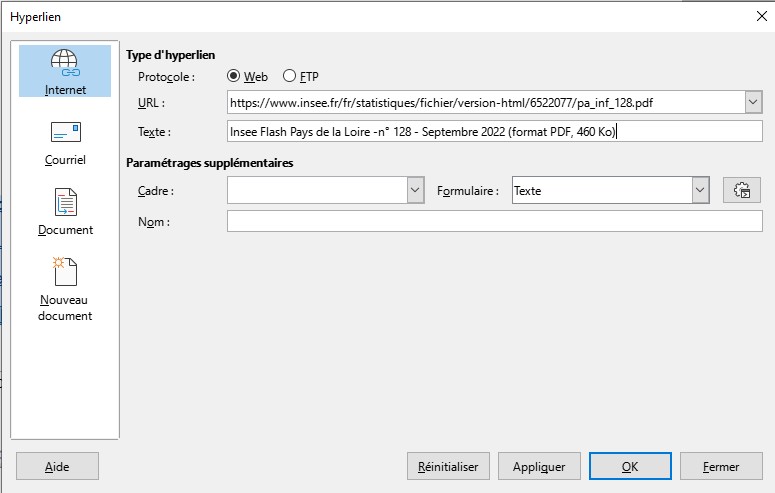 Hyperlien
Internet
Courriel
Document
Nouveau
document
Type d'hyperlien
Protocole : Web FTP
URL : https://www.insee.fr/fr/statistiques/fichier/version-html/6522077/pa_inf_128.pdf
Texte : Insee Flash Pays de la Loire -n° 128 - Septembre 2022 (format PDF, 460 Ko)
Paramétrages supplémentaires
Cadre : Formulaire : Texte
Nom :
Aide Réinitialiser Appliquer OK Fermer